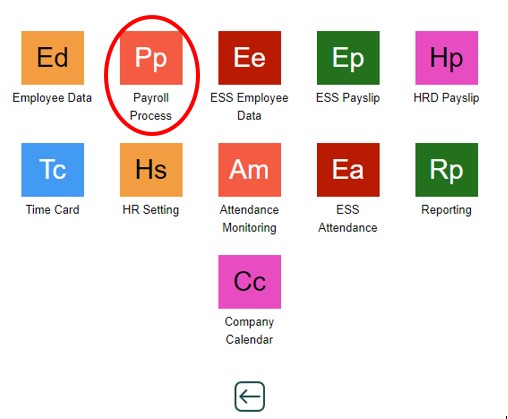 Ed
Pp
Ee
Ep
Hp
Employee Data
Payroll
Process
ESS Employee
Data
ESS Payslip
HRD Payslip
Tc
Hs
Am
Ea
Rp
Time Card
HR Setting
Attendance
Monitoring
ESS
Attendance
Reporting
Cc
Company
Calendar